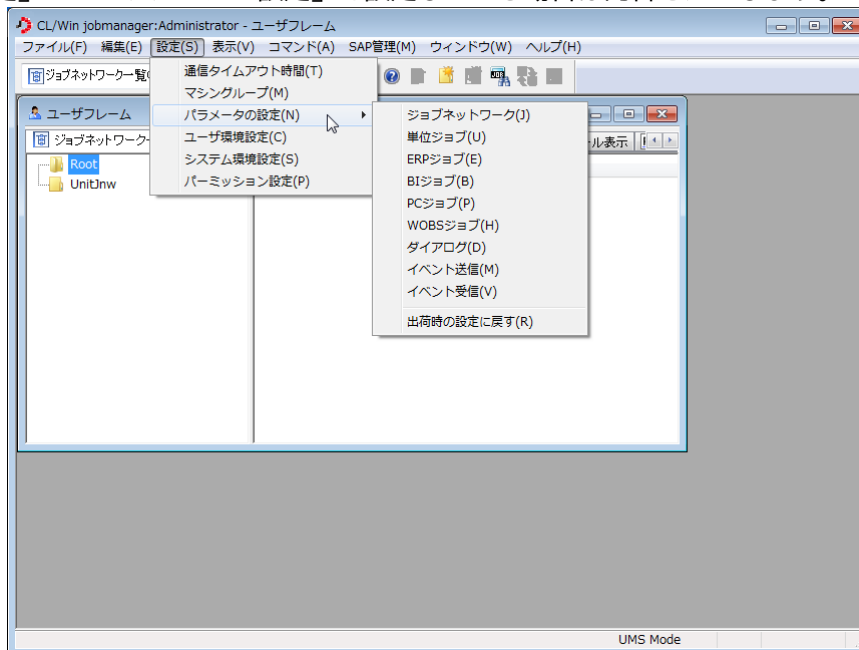 CL/Win jobmanager:Administrator - ユーザフレーム
ファイル(F) 編集(E) 設定(S) 表示(V) コマンド(A) SAP管理(M) ウィンドウ(W) ヘルプ(H)
ジョブネットワーク一覧
通信タイムアウト時間(T)
マシングループ(M)
パラメータの設定(N)
ユーザ環境設定(C)
システム環境設定(S)
パーミッション設定(P)
ジョブネットワーク(J)
単位ジョブ(U)
ERPジョブ(E)
BIジョブ(B)
PCジョブ(P)
WOBSジョブ(H)
ダイアログ(D)
イベント送信(M)
イベント受信(V)
出荷時の設定に戻す(R)
ユーザフレーム
ジョブネットワーク
ル表示
Root
UnitJnw
UMS Mode